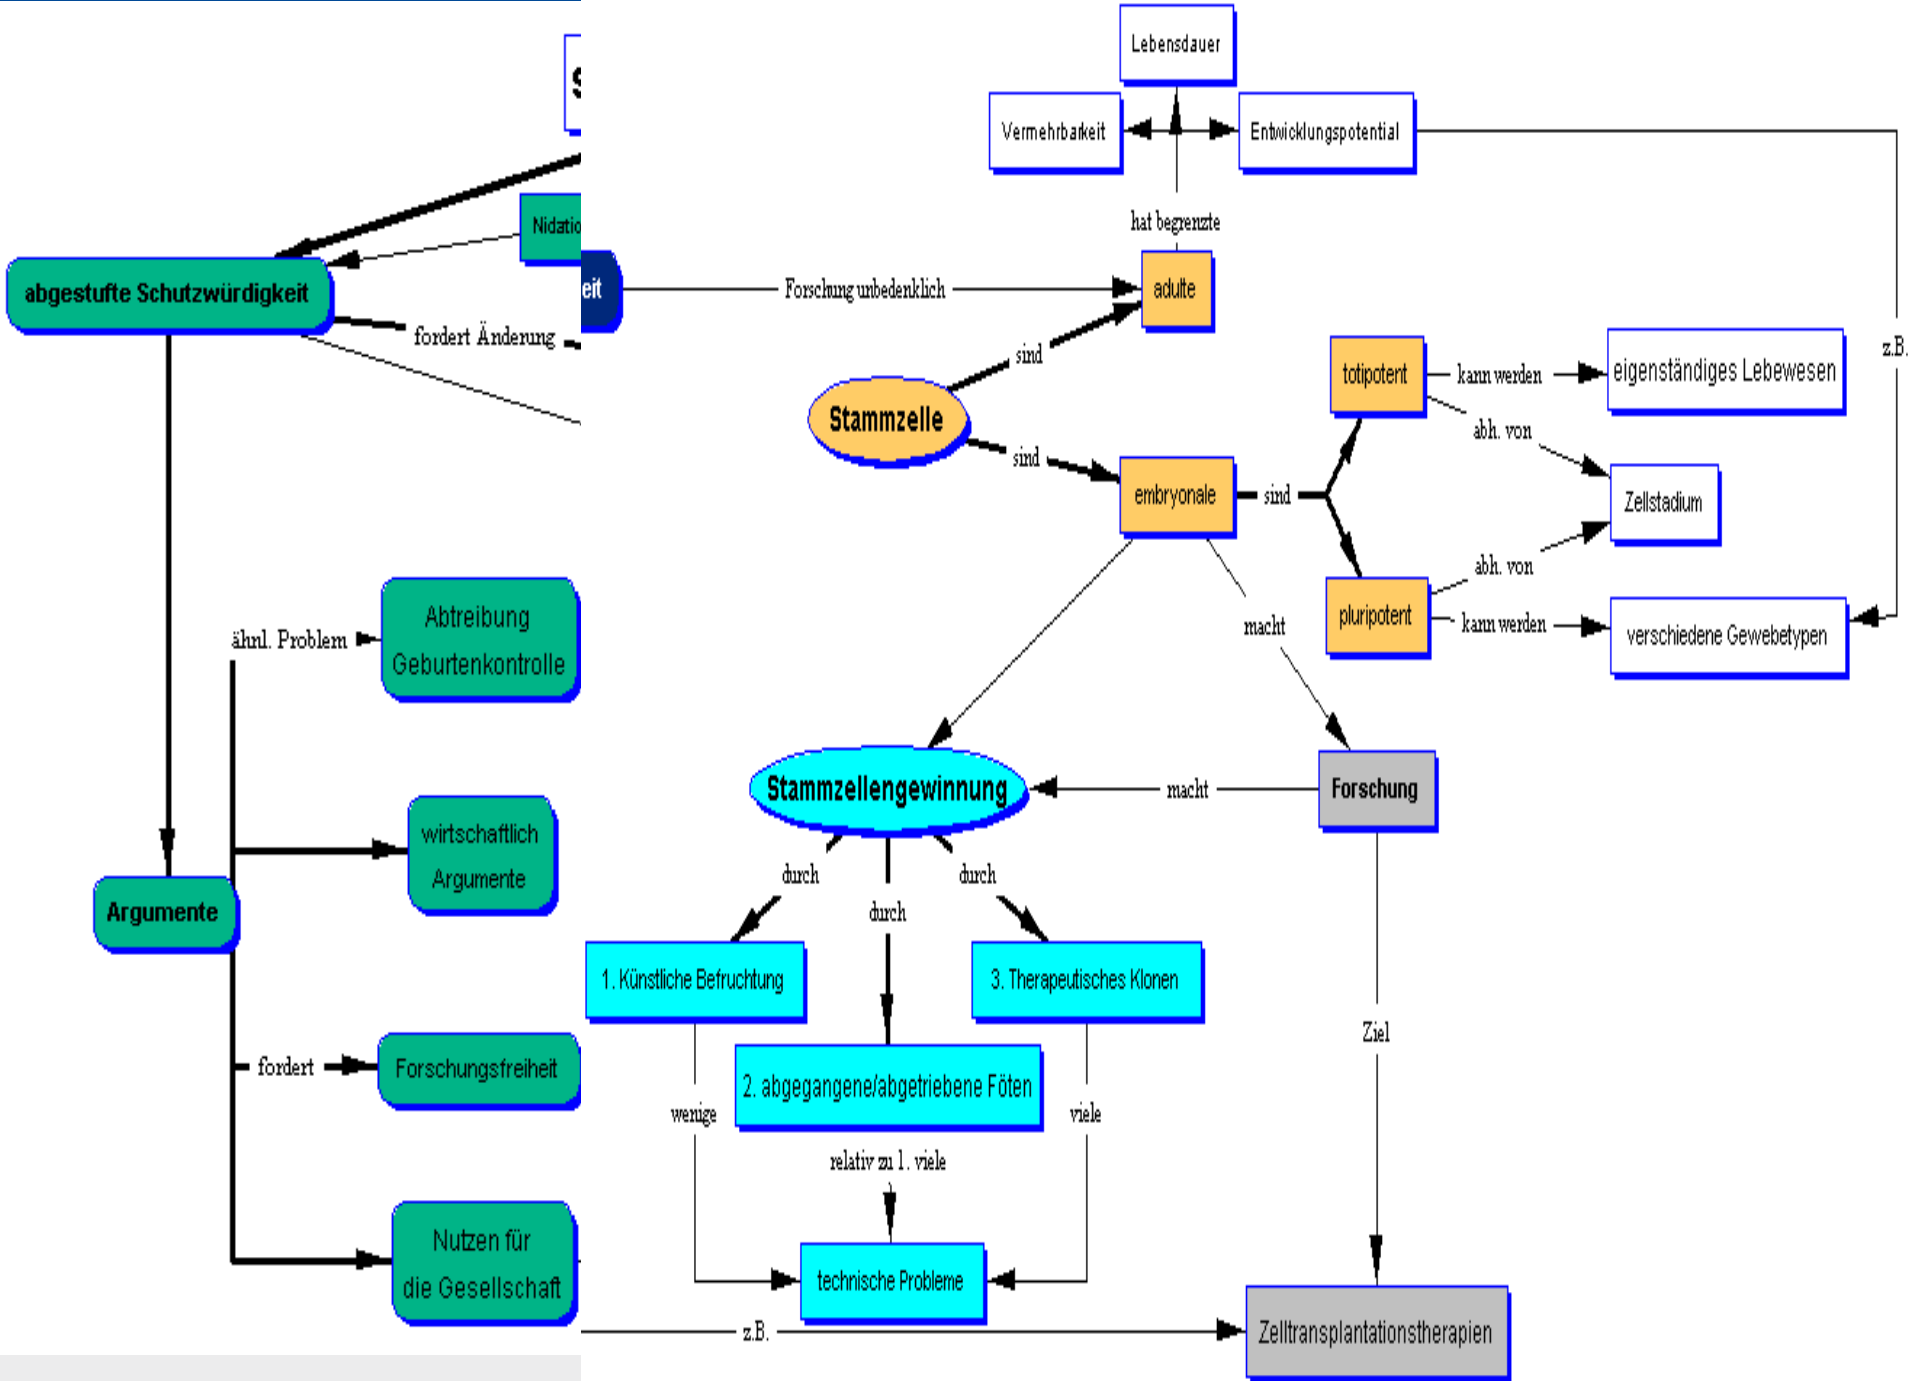 S
Nidatio
abgestufte Schutzwürdigkeit
fordert Änderung
ähnl. Problem
Abtreibung
Geburtenkontrolle
wirtschaftlich
Argumente
Argumente
fordert
Forschungsfreiheit
Nutzen für
die Gesellschaft
Lebensdauer
Vermehrbarkeit
Entwicklungspotential
hat begrenzte
eit
Forschung unbedenklich
adulte
z.B.
sind
Stammzelle
sind
embryonale
sind
totipotent
kann werden
eigenständiges Lebewesen
abh. von
Zellstadium
abh. von
pluripotent
kann werden
verschiedene Gewebetypen
macht
Stammzellengewinnung
macht
Forschung
durch
durch
durch
1. Künstliche Befruchtung
3. Therapeutisches Klonen
2. abgegangene/abgetriebene Föten
wenige
viele
Ziel
relativ zu 1. viele
technische Probleme
z.B.
Zelltransplantationstherapien